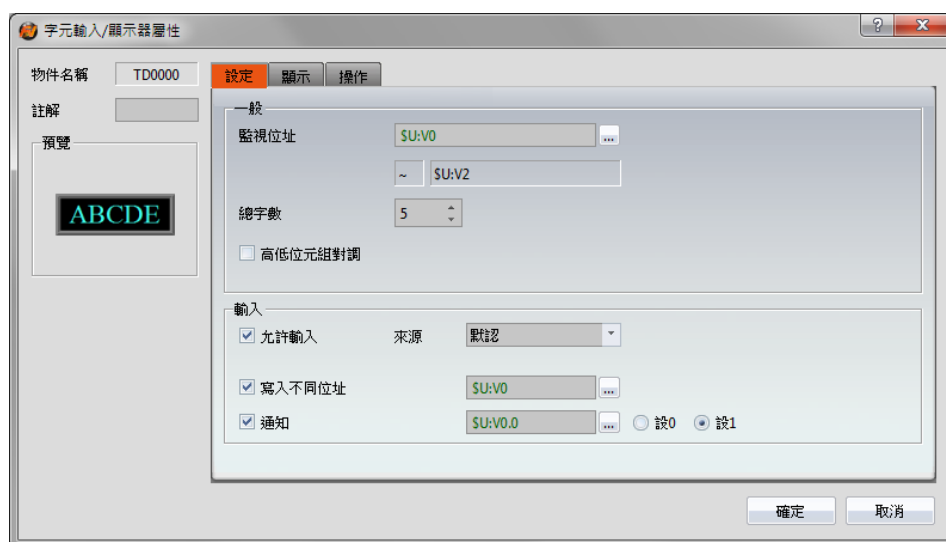 字元輸入/顯示器屬性
物件名稱 TD0000
註解
預覽
ABCDE
設定 顯示 操作
一般
監視位址 $U:V0 ...
~ $U:V2
總字數 5
高低位元組對調
輸入
允許輸入 來源 默認
寫入不同位址 $U:V0 ...
通知 $U:V0.0 ... 設0 設1
確定 取消